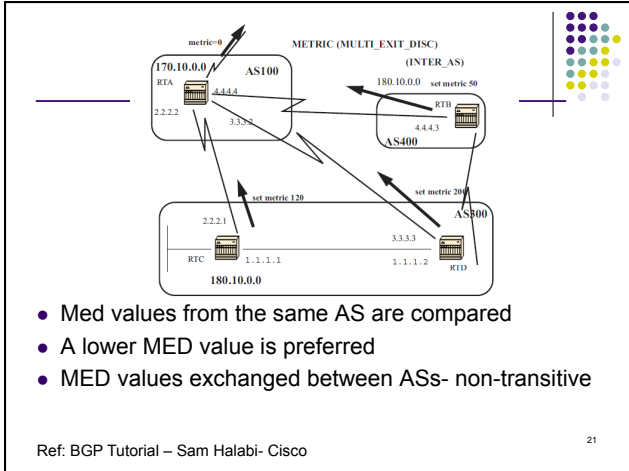 metric=0
METRIC (MULTI_EXIT_DISC)
(INTER_AS)
170.10.0.0
AS100
RTA
4.4.4.4
2.2.2.2
3.3.3.2
180.10.0.0
set metric 50
RTB
4.4.4.3
AS400
set metric 120
set metric 200
AS300
2.2.2.1
3.3.3.3
RTC
1.1.1.1
1.1.1.2
RTD
180.10.0.0
• Med values from the same AS are compared
• A lower MED value is preferred
• MED values exchanged between ASs- non-transitive
Ref: BGP Tutorial – Sam Halabi- Cisco
21